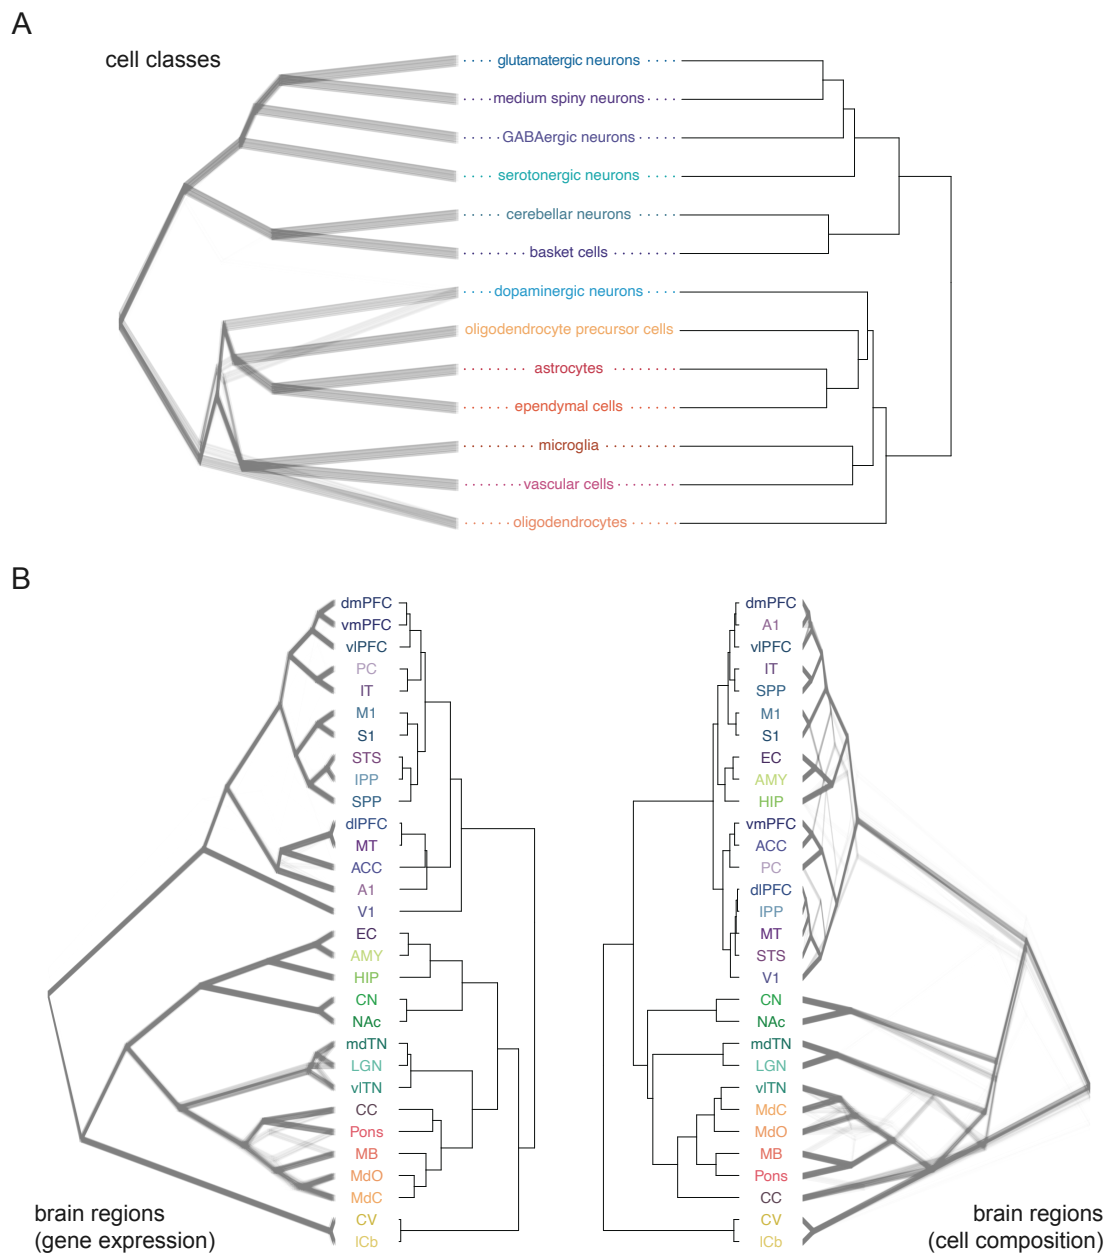 A
cell classes
glutamatergic neurons
medium spiny neurons
GABAergic neurons
serotonergic neurons
cerebellar neurons
basket cells
dopaminergic neurons
oligodendrocyte precursor cells
astrocytes
ependymal cells
microglia
vascular cells
oligodendrocytes
B
dmPFC
vmPFC
vlPFC
PC
IT
M1
S1
STS
IPP
SPP
dlPFC
MT
ACC
A1
V1
EC
AMY
HIP
CN
NAc
mdTN
LGN
vlTN
CC
Pons
MB
MdO
MdC
CV
lCb
brain regions
(gene expression)
dmPFC
A1
vlPFC
IT
SPP
M1
S1
EC
AMY
HIP
vmPFC
ACC
PC
dlPFC
IPP
MT
STS
V1
CN
NAc
mdTN
LGN
vlTN
MdC
MdO
MB
Pons
CC
CV
lCb
brain regions
(cell composition)